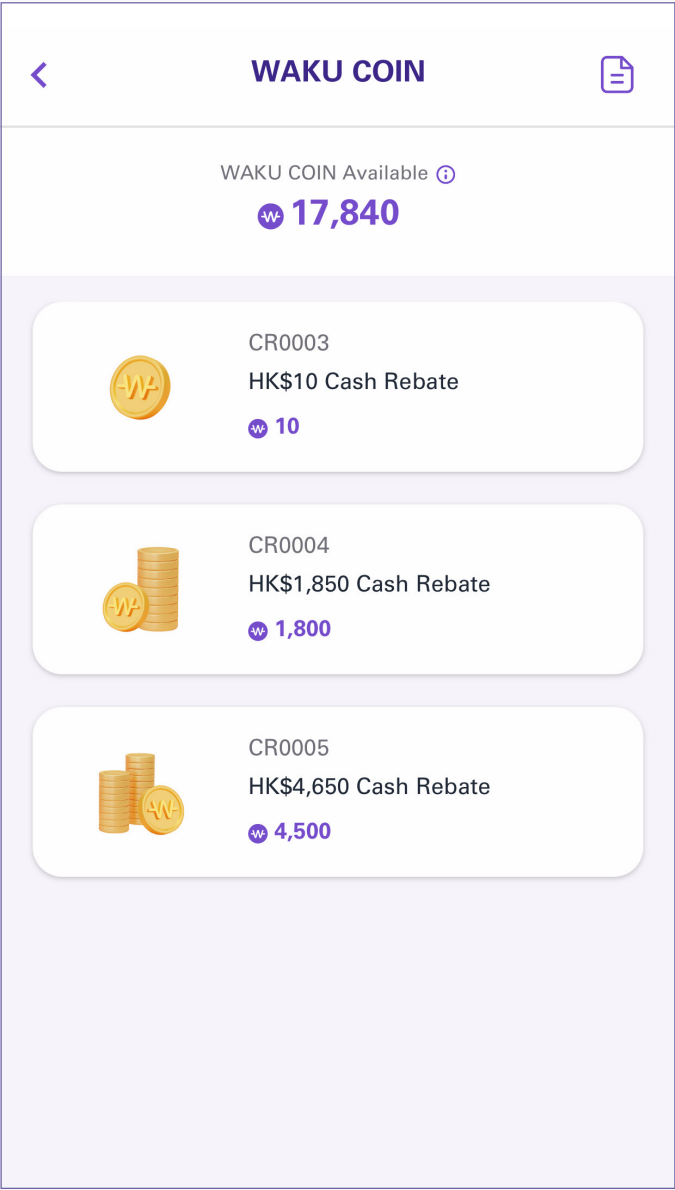 WAKU COIN
WAKU COIN Available
17,840
CR0003
HK$10 Cash Rebate
10
CR0004
HK$1,850 Cash Rebate
1,800
CR0005
HK$4,650 Cash Rebate
4,500